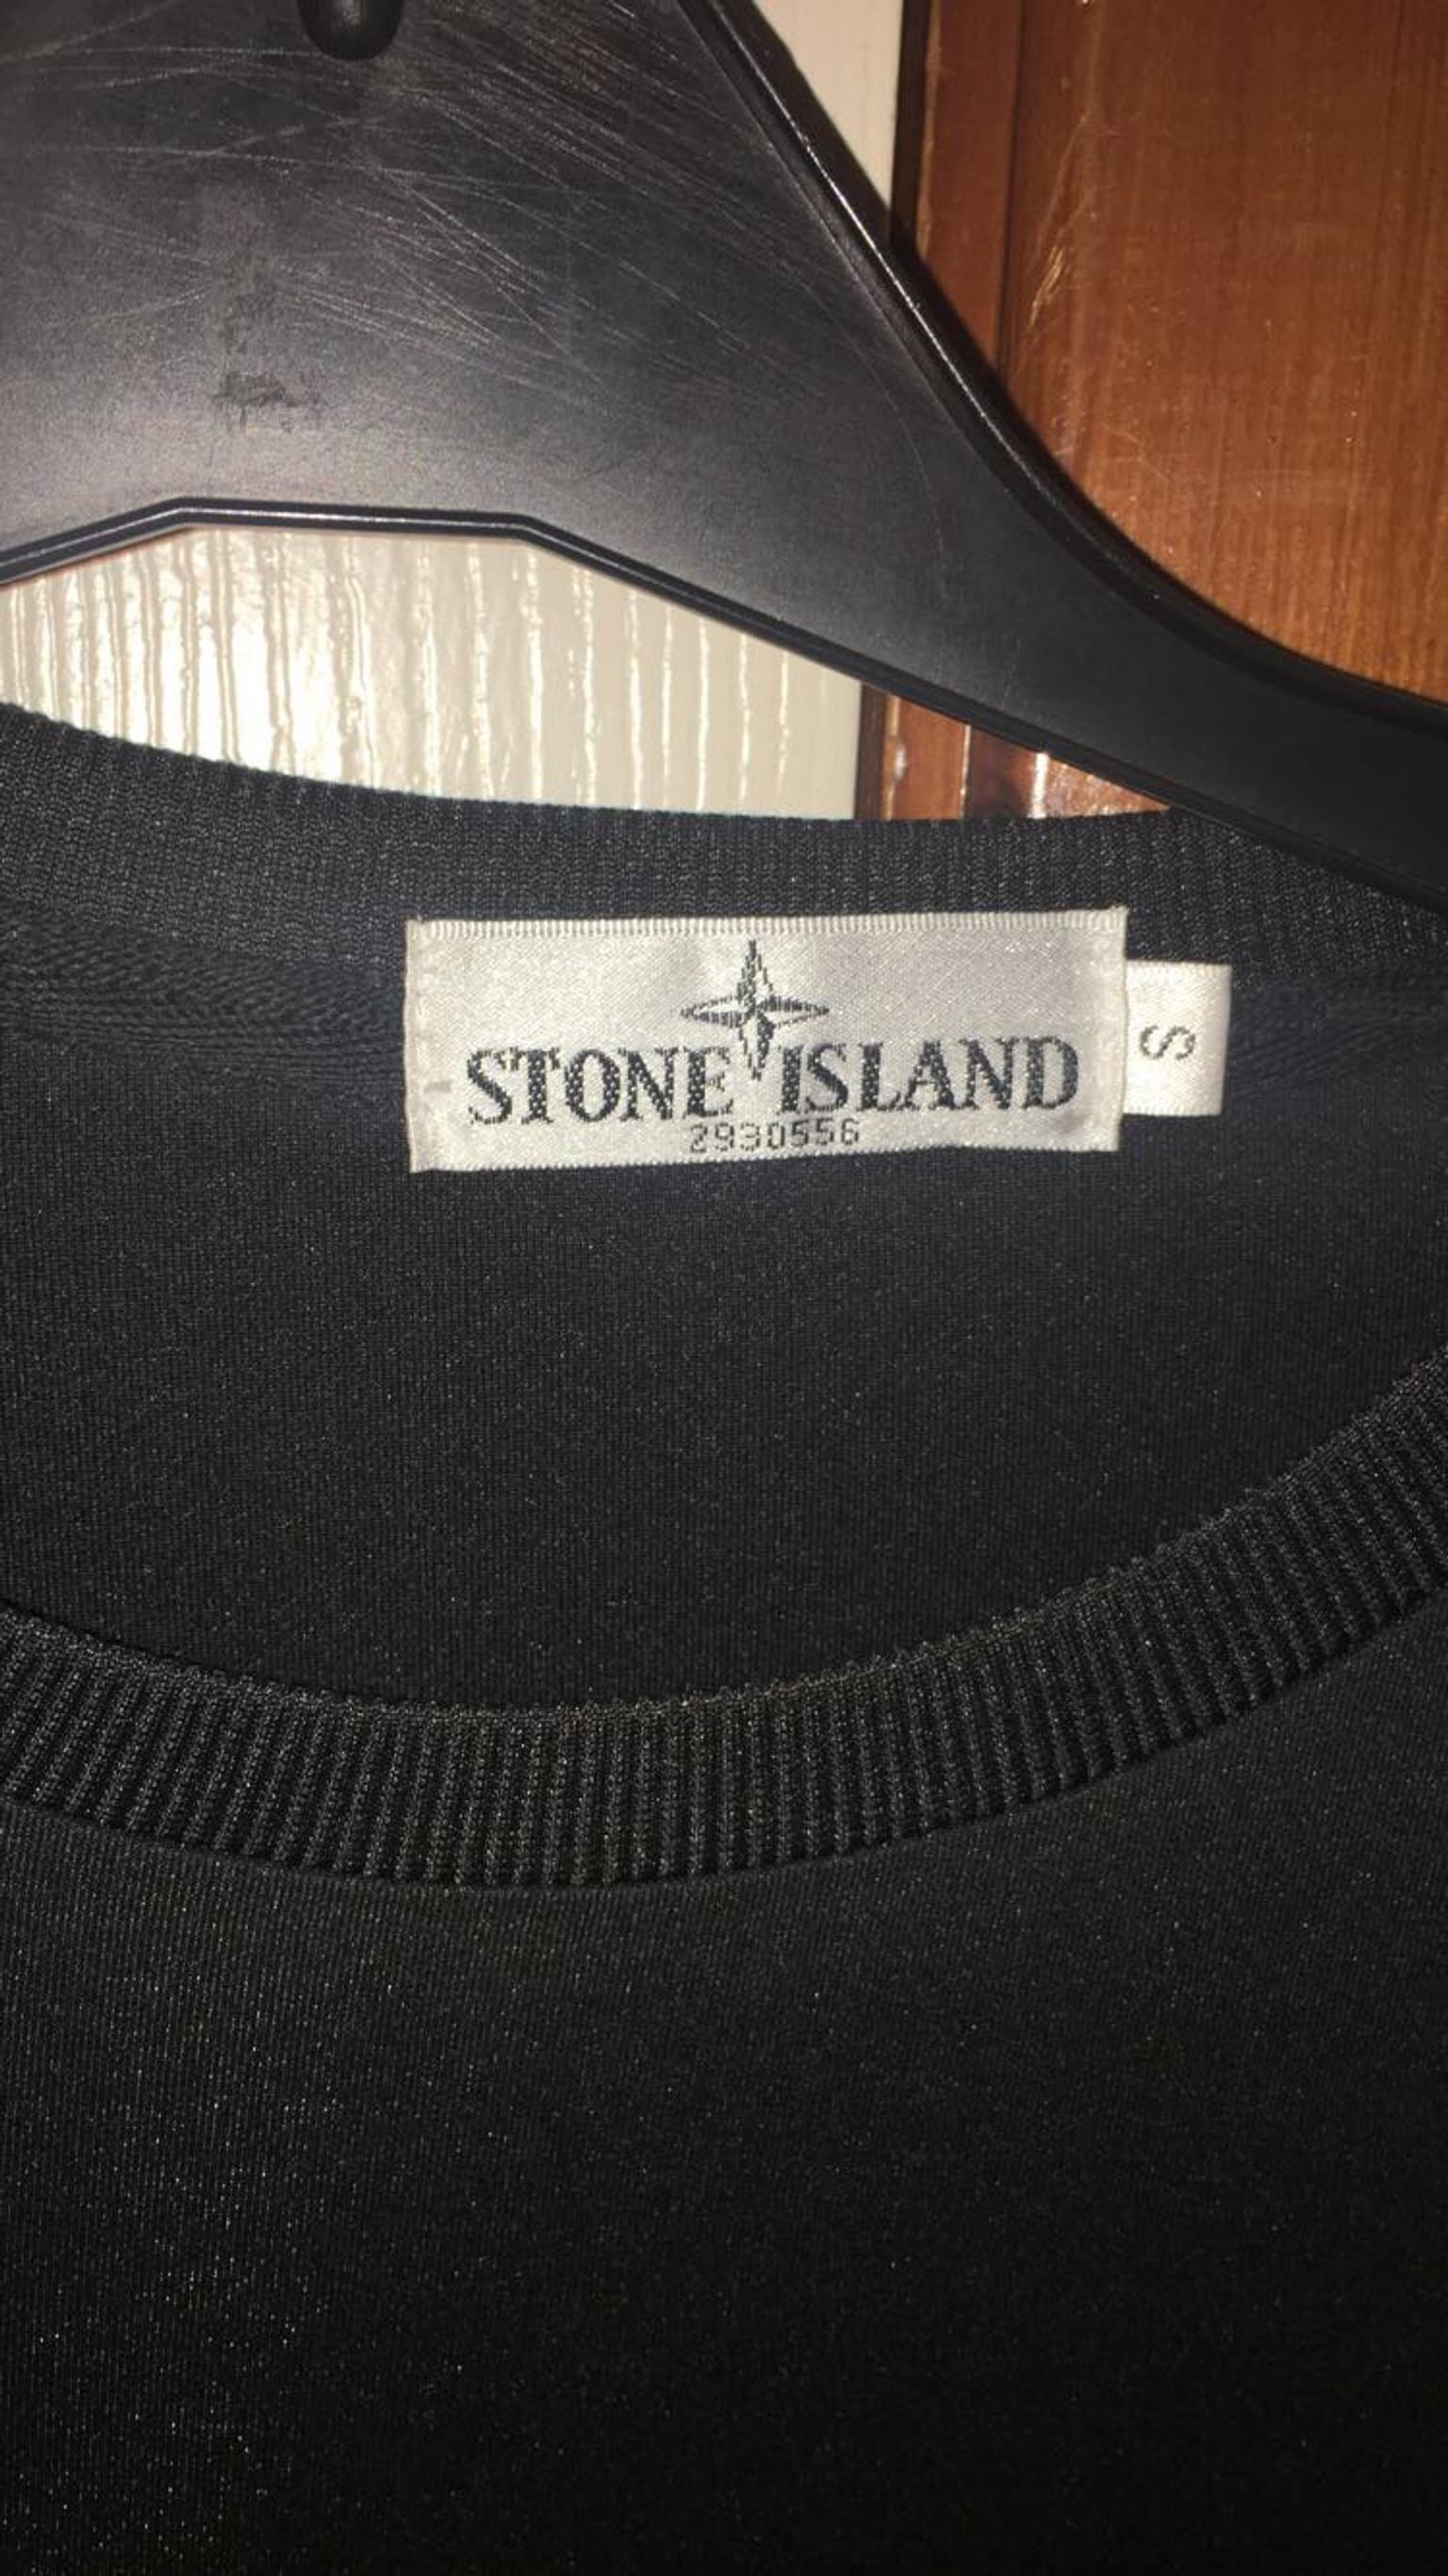 STONE ISLAND
2930556
S